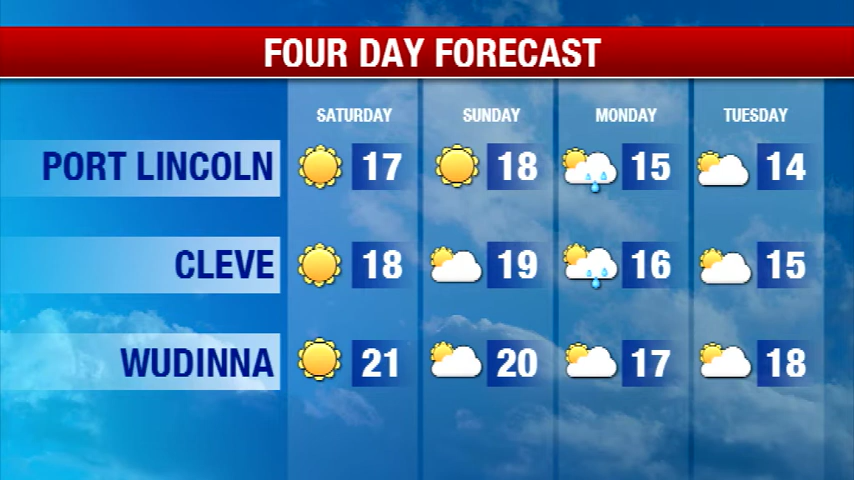 FOUR DAY FORECAST
SATURDAY SUNDAY MONDAY TUESDAY
PORT LINCOLN 17 18 15 14
CLEVE 18 19 16 15
WUDINNA 21 20 17 18